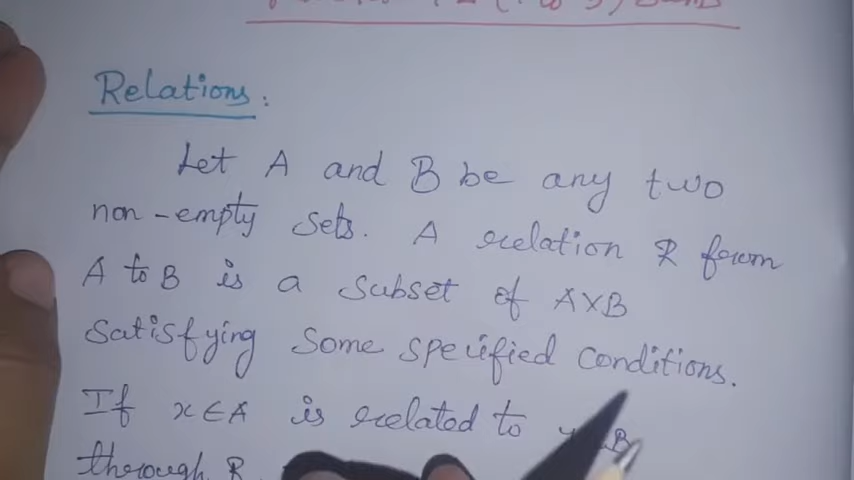 Relations:
Let A and B be any two
non-empty sets. A relation R from
A to B is a subset of A×B
satisfying some specified conditions.
If x∈A is related to B
through R